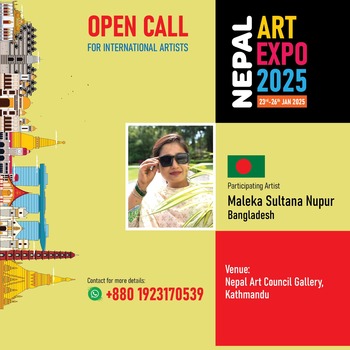 OPEN CALL
FOR INTERNATIONAL ARTISTS
NEPAL
ART
EXPO
2025
23rd-26th JAN 2025
Participating Artist
Maleka Sultana Nupur
Bangladesh
Venue:
Nepal Art Council Gallery,
Kathmandu
Contact for more details:
+880 1923170539